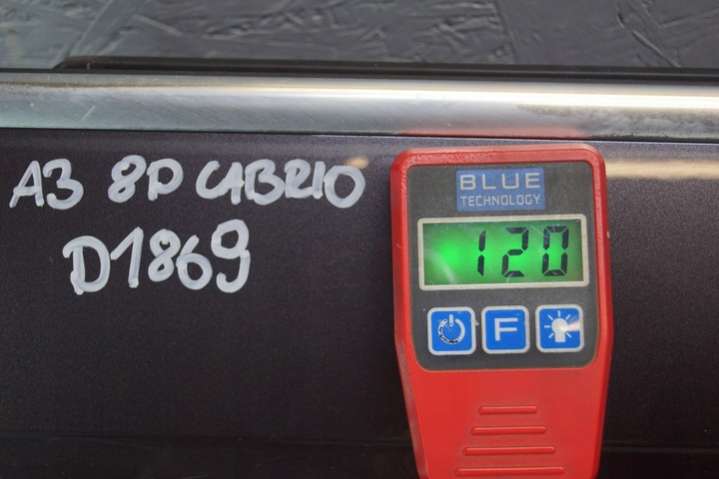 A3 8P CABRIO
D1869
BLUE
TECHNOLOGY
120
F